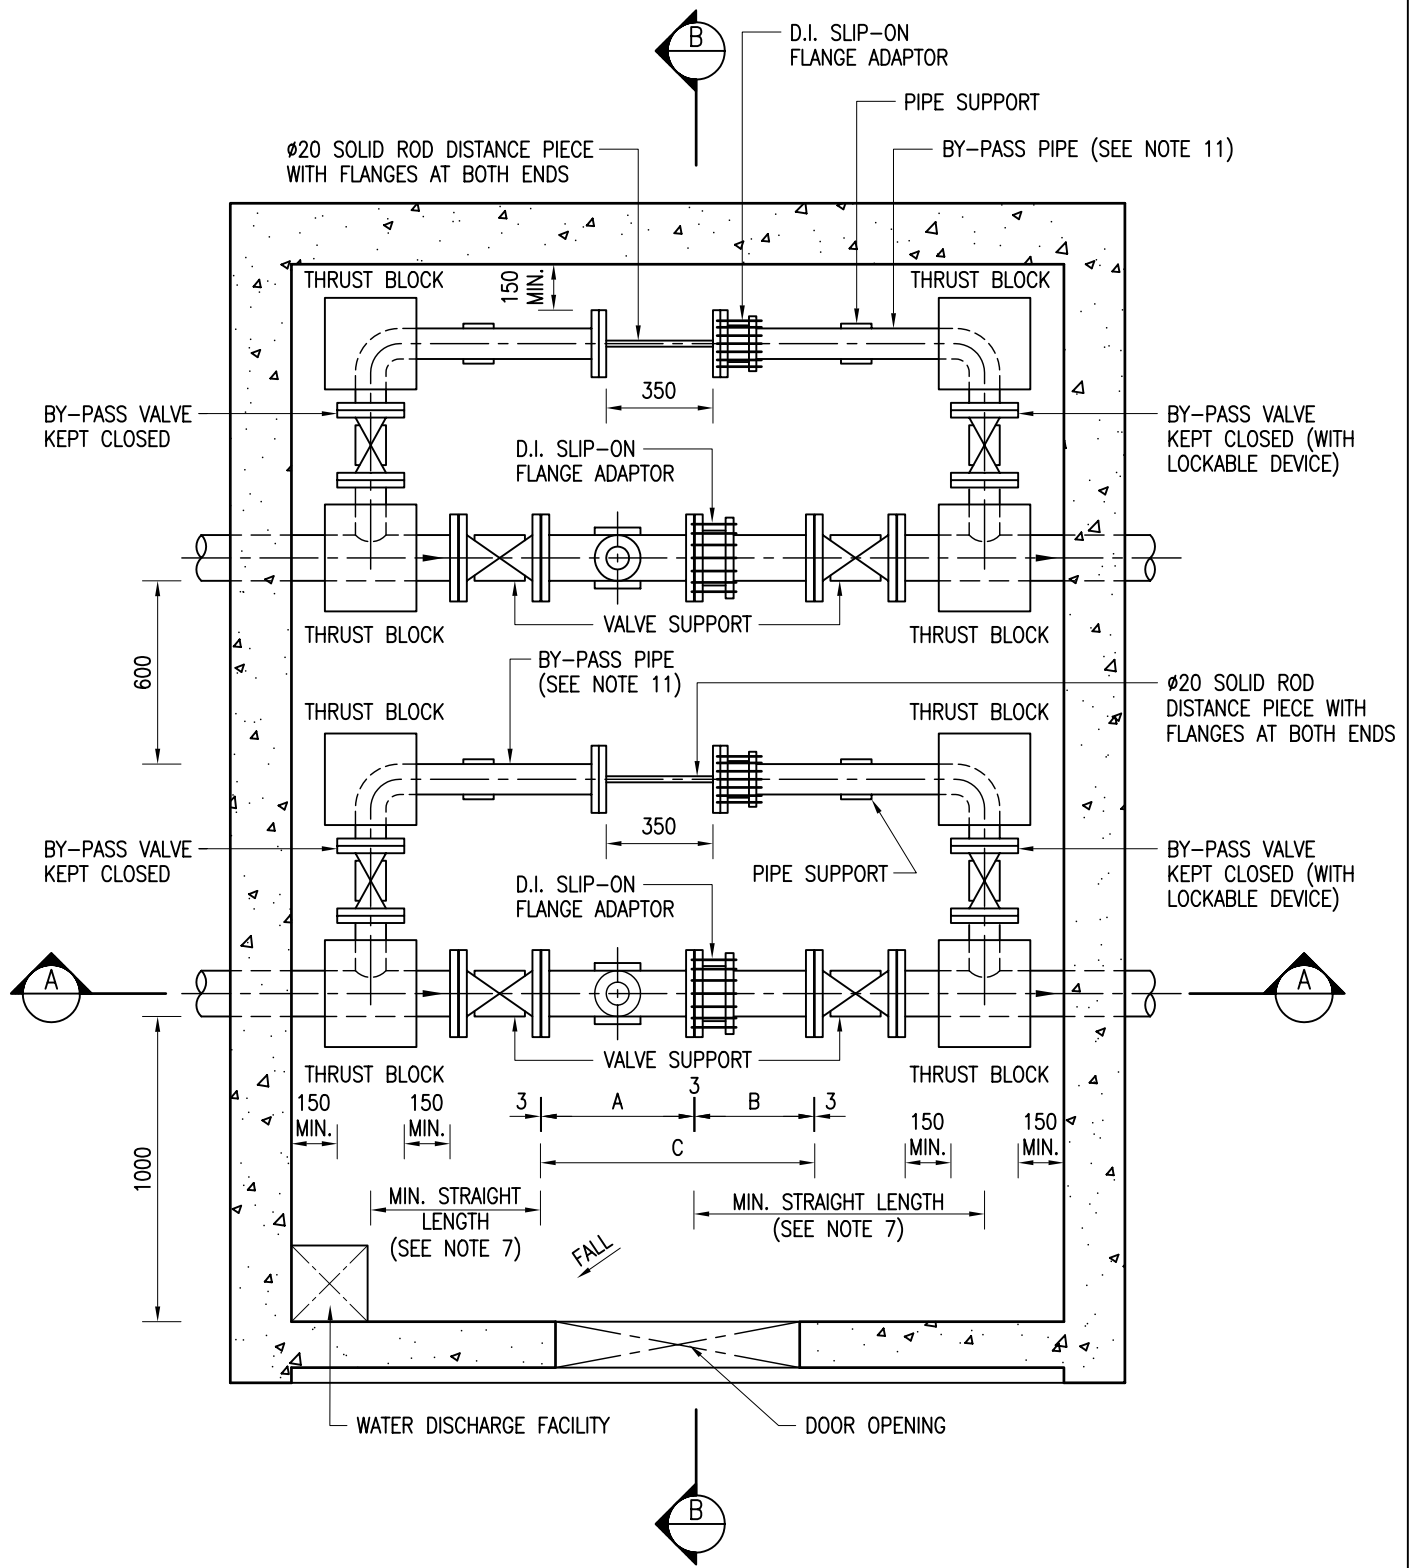 B
D.I. SLIP-ON
FLANGE ADAPTOR
PIPE SUPPORT
ø20 SOLID ROD DISTANCE PIECE
WITH FLANGES AT BOTH ENDS
BY-PASS PIPE (SEE NOTE 11)
THRUST BLOCK
150
MIN.
THRUST BLOCK
350
BY-PASS VALVE
KEPT CLOSED
BY-PASS VALVE
KEPT CLOSED (WITH
LOCKABLE DEVICE)
D.I. SLIP-ON
FLANGE ADAPTOR
VALVE SUPPORT
THRUST BLOCK
THRUST BLOCK
600
BY-PASS PIPE
(SEE NOTE 11)
ø20 SOLID ROD
DISTANCE PIECE WITH
FLANGES AT BOTH ENDS
THRUST BLOCK
THRUST BLOCK
350
BY-PASS VALVE
KEPT CLOSED
BY-PASS VALVE
KEPT CLOSED (WITH
LOCKABLE DEVICE)
PIPE SUPPORT
D.I. SLIP-ON
FLANGE ADAPTOR
A
A
VALVE SUPPORT
THRUST BLOCK
THRUST BLOCK
150
MIN.
150
MIN.
3
A
3
B
3
150
MIN.
150
MIN.
C
1000
MIN. STRAIGHT
LENGTH
(SEE NOTE 7)
MIN. STRAIGHT LENGTH
(SEE NOTE 7)
FALL
WATER DISCHARGE FACILITY
DOOR OPENING
B